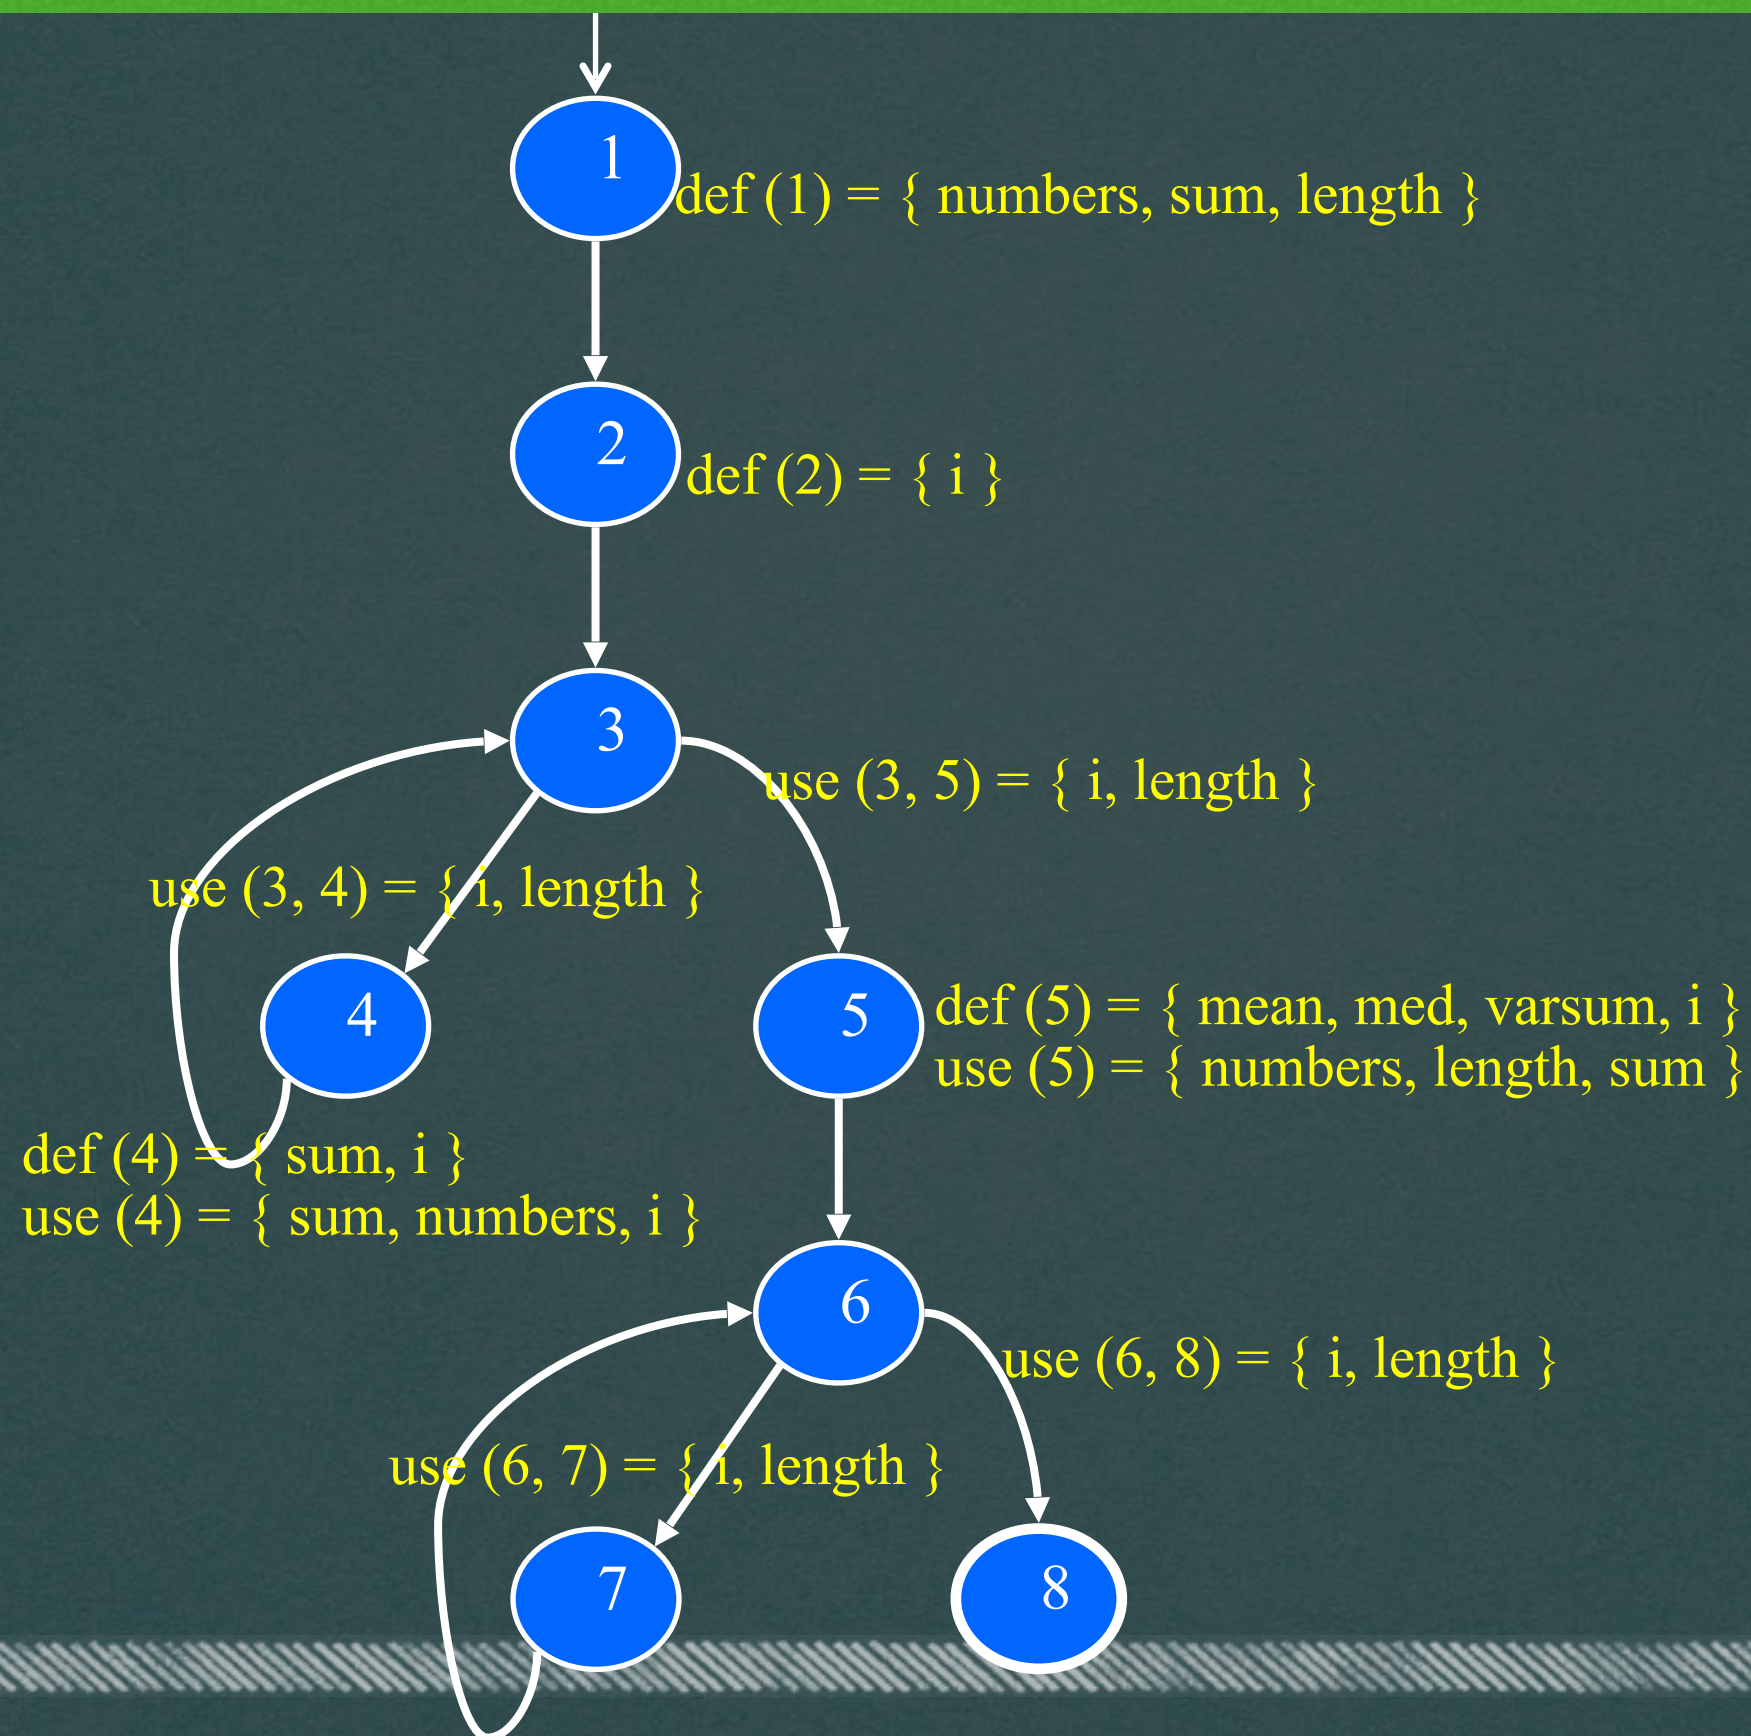 1
def (1) = { numbers, sum, length }
2
def (2) = { i }
3
use (3, 5) = { i, length }
use (3, 4) = { i, length }
4
5
def (5) = { mean, med, varsum, i }
use (5) = { numbers, length, sum }
def (4) = { sum, i }
use (4) = { sum, numbers, i }
6
use (6, 8) = { i, length }
use (6, 7) = { i, length }
7
8